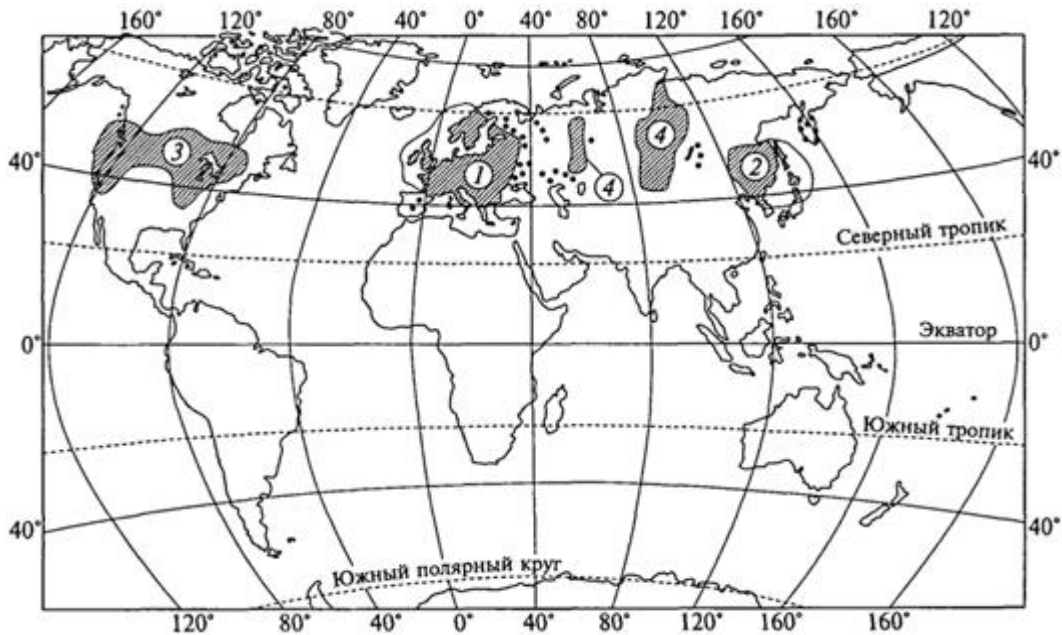 160° 120° 80° 40° 0° 40° 80° 120° 160° 160° 120°
40° 3 1 4 4 2 40°
Северный тропик
Экватор
0° 0°
Южный тропик
40° 40°
Южный полярный круг
120° 80° 40° 0° 40° 80° 120° 160° 160°